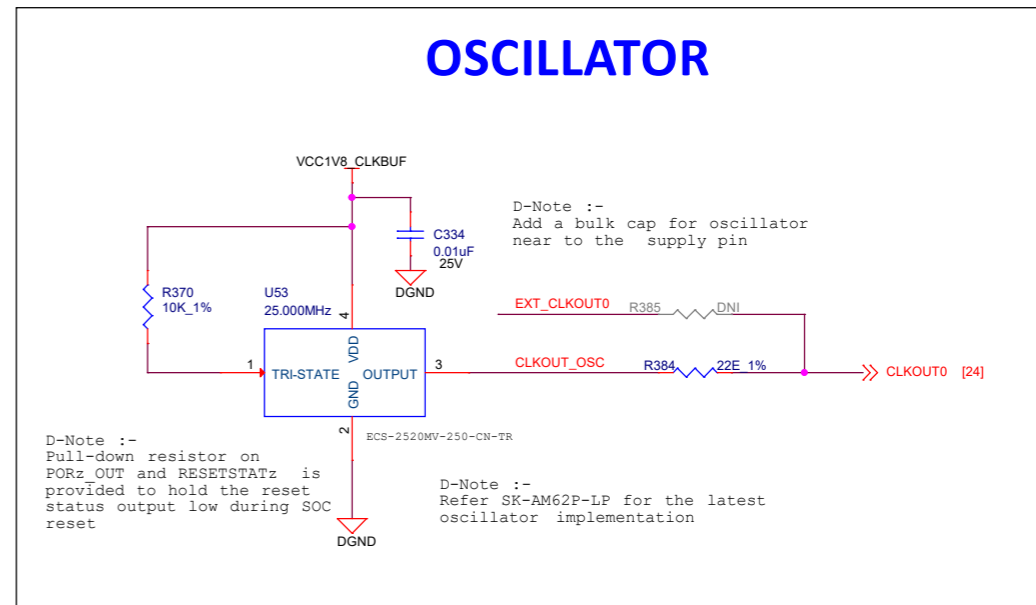 OSCILLATOR
VCC1V8_CLKBUF
D-Note :-
Add a bulk cap for oscillator
near to the supply pin
C334
0.01uF
25V
DGND
R370
10K_1%
U53
25.000MHz
EXT_CLKOUT0
R385
DNI
4
VDD
1
TRI-STATE
OUTPUT
3
CLKOUT_OSC
R384
22E_1%
CLKOUT0 [24]
GND
2
ECS-2520MV-250-CN-TR
D-Note :-
Pull-down resistor on
PORz_OUT and RESETSTATz is
provided to hold the reset
status output low during SOC
reset
D-Note :-
Refer SK-AM62P-LP for the latest
oscillator implementation
DGND